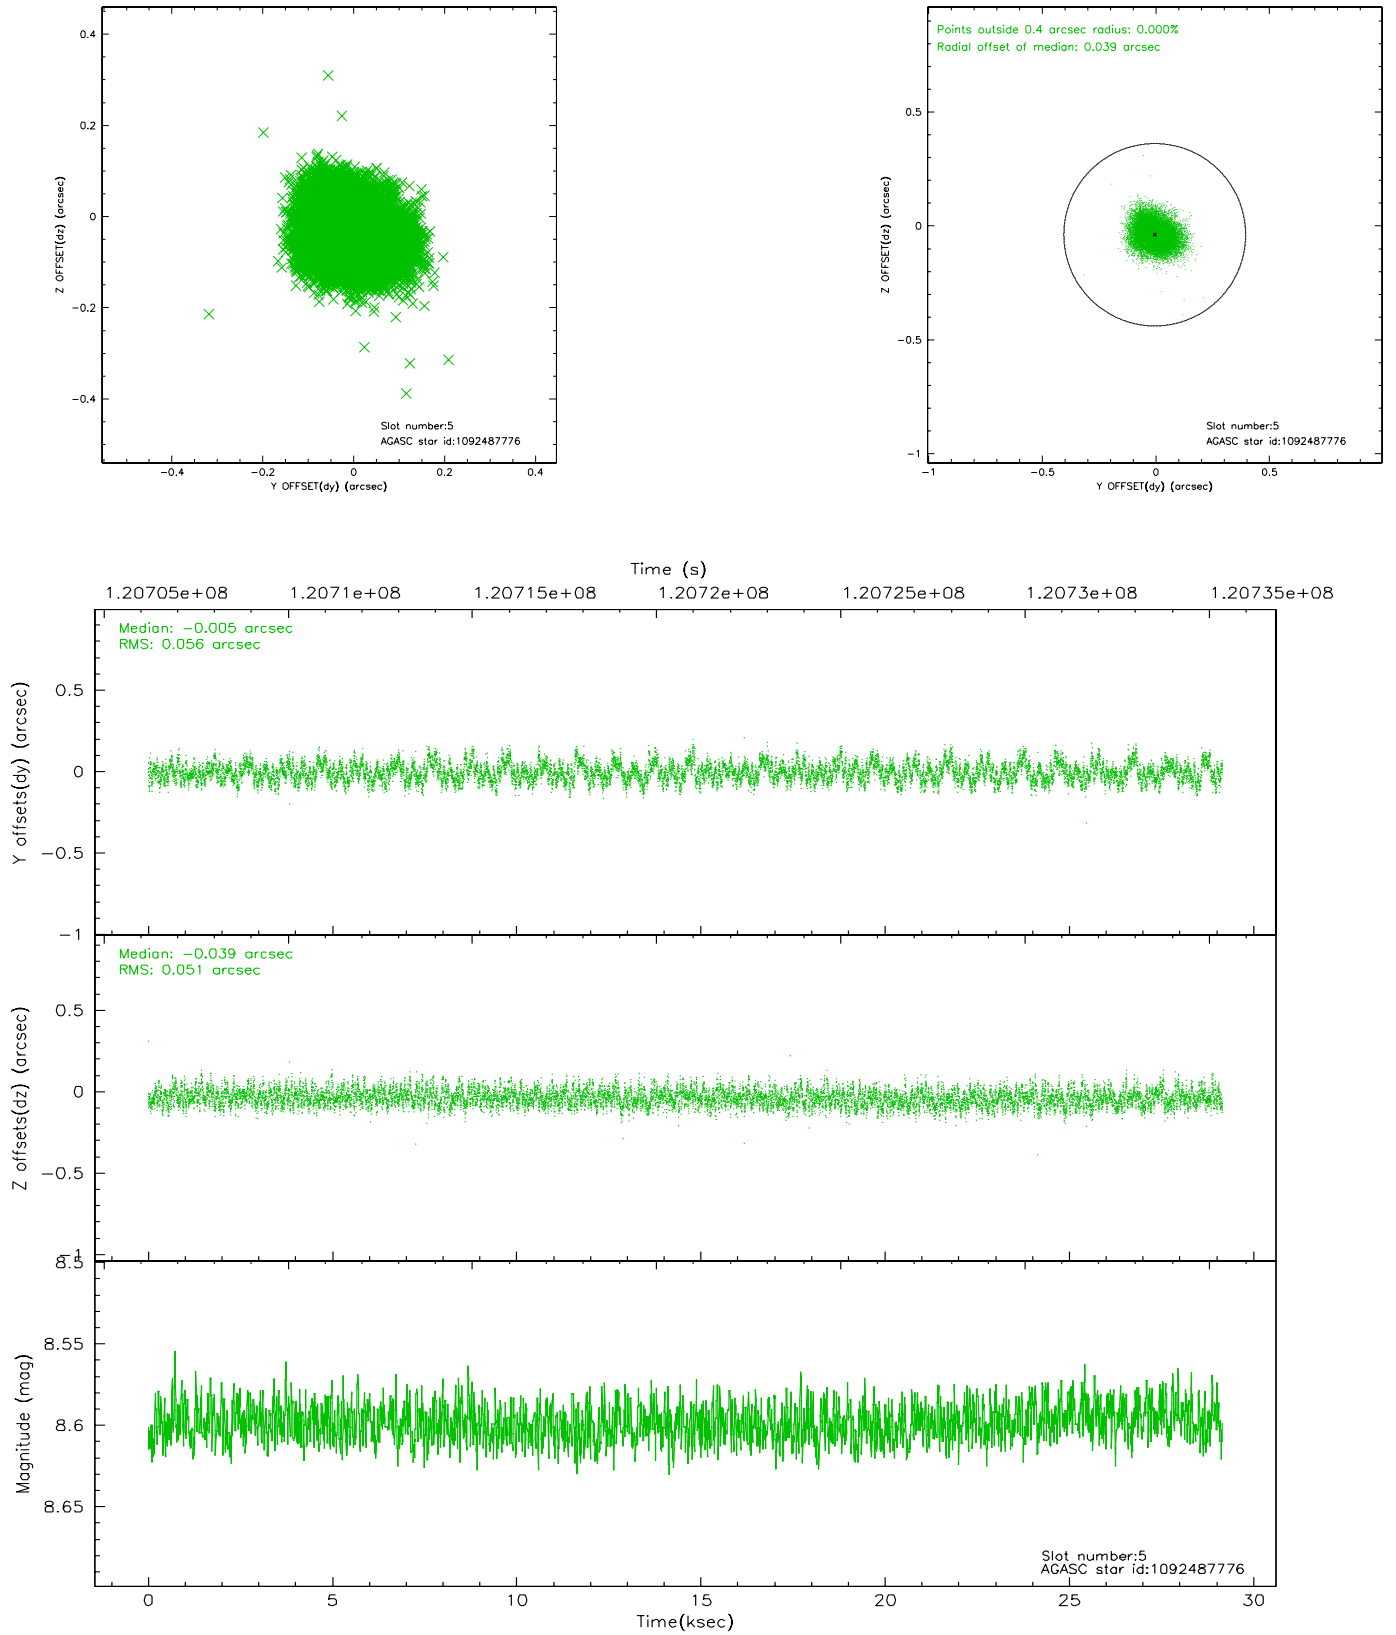 0.4
0.2
0
−0.2
−0.4
−0.4
−0.2
0
0.2
0.4
Z OFFSET(dz) (arcsec)
Y OFFSET(dy) (arcsec)
Slot number:5
AGASC star id:1092487776
Points outside 0.4 arcsec radius: 0.000%
Radial offset of median: 0.039 arcsec
0.5
0
−0.5
−1
−1
−0.5
0
0.5
Z OFFSET(dz) (arcsec)
Y OFFSET(dy) (arcsec)
Slot number:5
AGASC star id:1092487776
Time (s)
1.20705e+08
1.2071e+08
1.20715e+08
1.2072e+08
1.20725e+08
1.2073e+08
1.20735e+08
Median: −0.005 arcsec
RMS: 0.056 arcsec
0.5
0
−0.5
−1
Y offsets(dy) (arcsec)
Median: −0.039 arcsec
RMS: 0.051 arcsec
0.5
0
−0.5
−1
Z offsets(dz) (arcsec)
8.5
8.55
8.6
8.65
Magnitude (mag)
Slot number:5
AGASC star id:1092487776
0
5
10
15
20
25
30
Time(ksec)